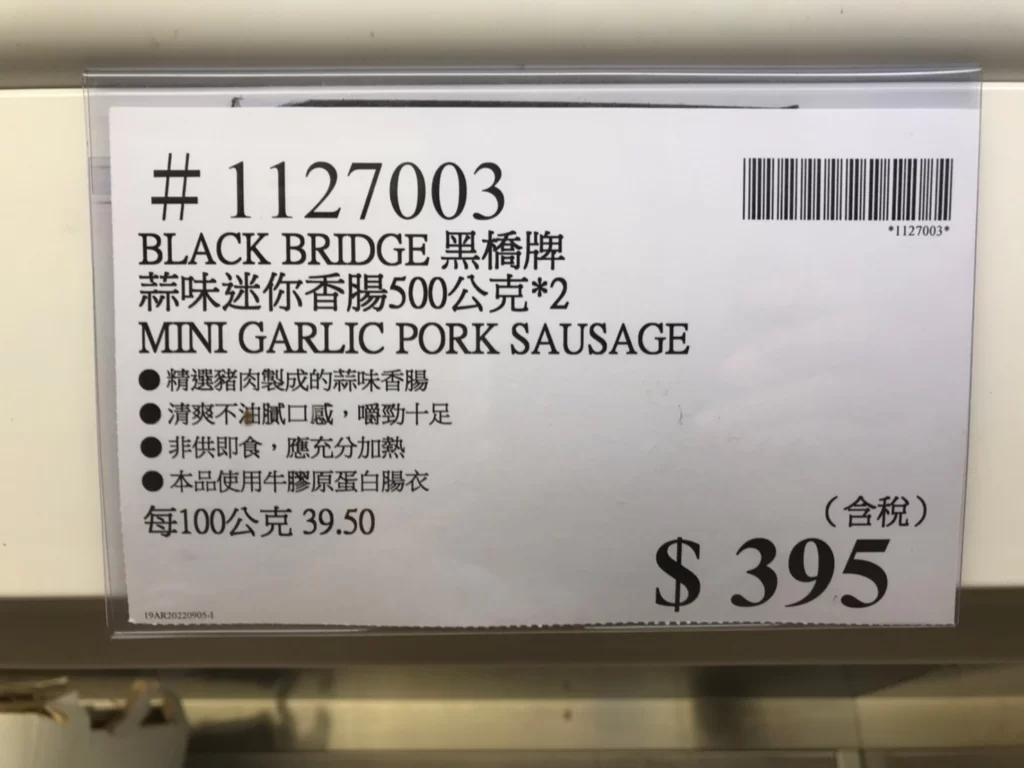 # 1127003
*1127003*
BLACK BRIDGE 黑橋牌
蒜味迷你香腸500公克*2
MINI GARLIC PORK SAUSAGE
● 精選豬肉製成的蒜味香腸
● 清爽不油膩口感，嚼勁十足
● 非供即食，應充分加熱
● 本品使用牛膠原蛋白腸衣
每100公克 39.50
（含稅）
$ 395
19AR20220905-1